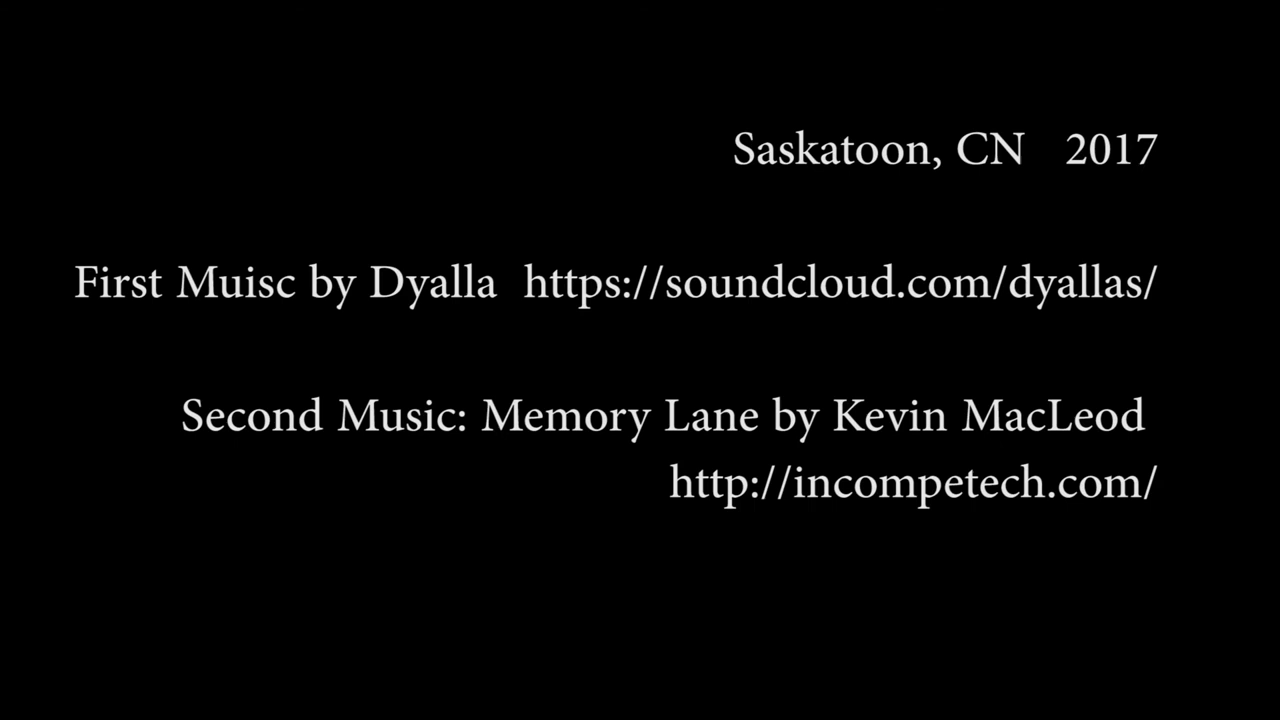 Saskatoon, CN 2017
First Muisc by Dyalla https://soundcloud.com/dyallas/
Second Music: Memory Lane by Kevin MacLeod
http://incompetech.com/